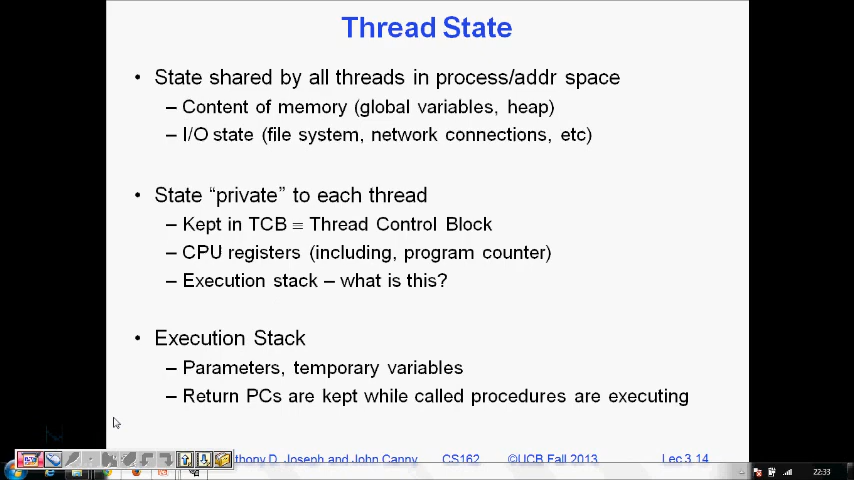 Thread State
• State shared by all threads in process/addr space
– Content of memory (global variables, heap)
– I/O state (file system, network connections, etc)
• State “private” to each thread
– Kept in TCB ≡ Thread Control Block
– CPU registers (including, program counter)
– Execution stack – what is this?
• Execution Stack
– Parameters, temporary variables
– Return PCs are kept while called procedures are executing
thony D. Joseph and John Canny CS162 ©UCB Fall 2013 Lec 3.14
22:33